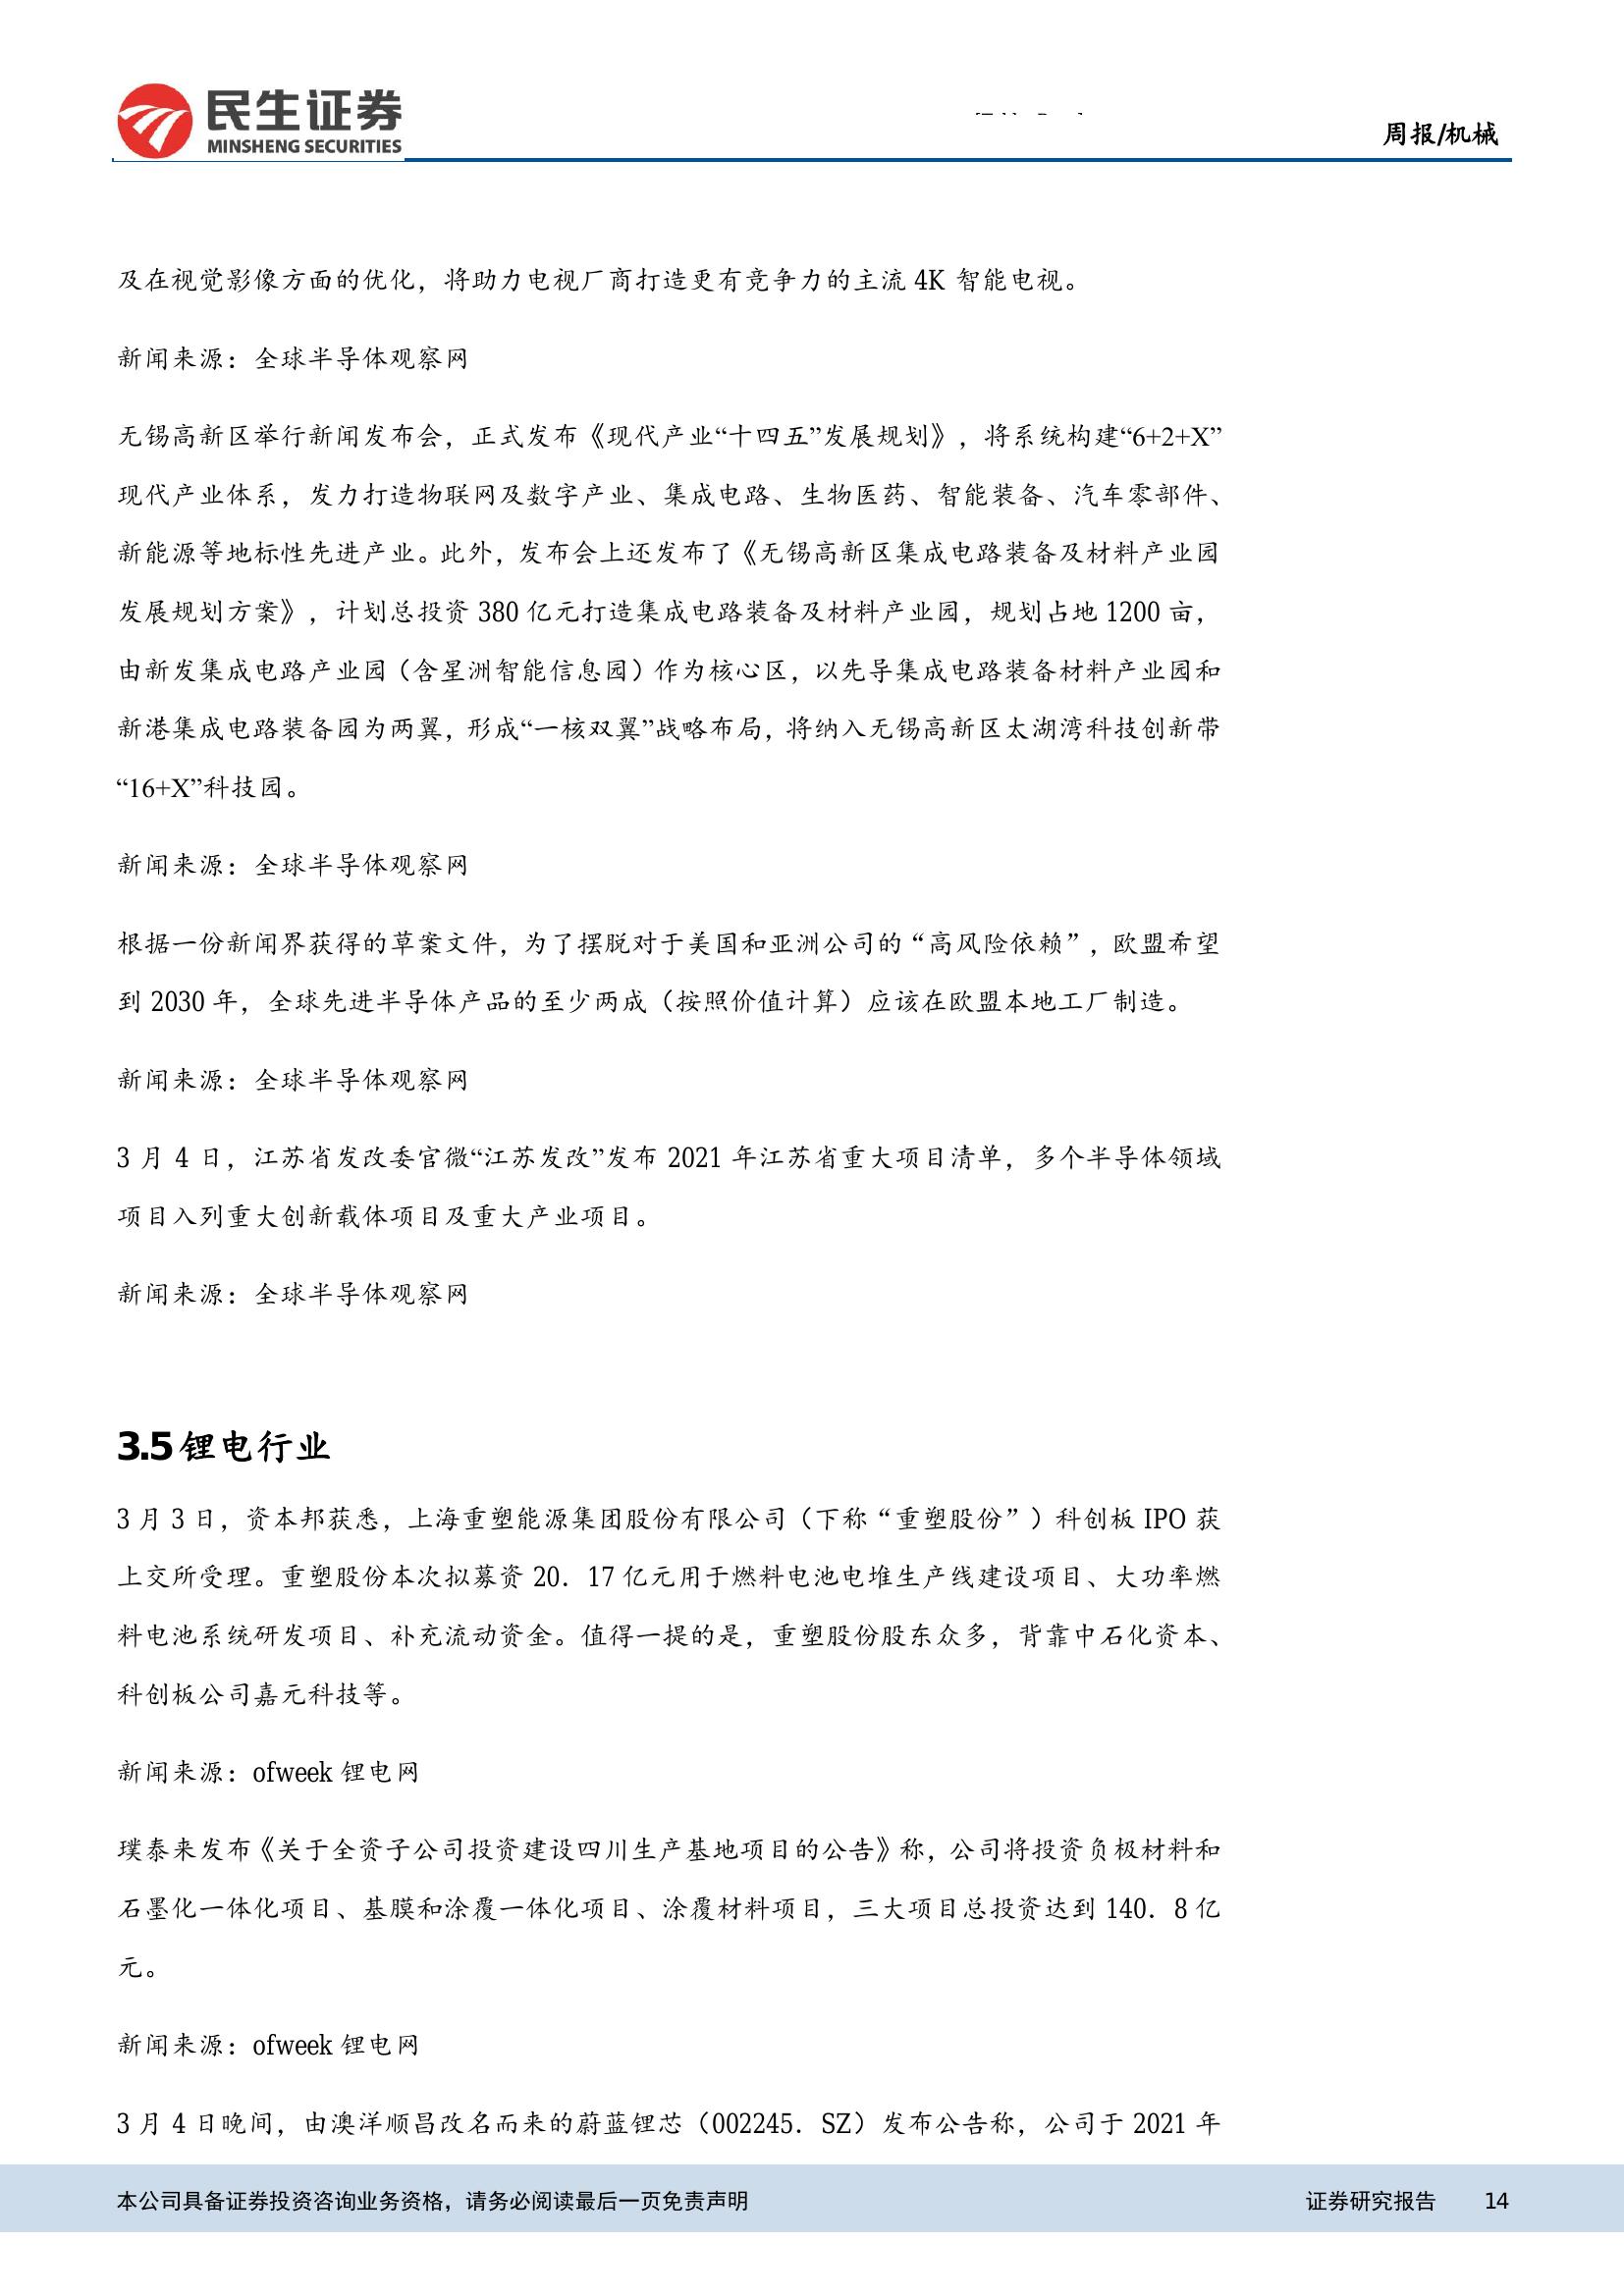 民生证券
MINSHENG SECURITIES
周报/机械
及在视觉影像方面的优化，将助力电视厂商打造更有竞争力的主流 4K 智能电视。
新闻来源：全球半导体观察网
无锡高新区举行新闻发布会，正式发布《现代产业“十四五”发展规划》，将系统构建“6+2+X”
现代产业体系，发力打造物联网及数字产业、集成电路、生物医药、智能装备、汽车零部件、
新能源等地标性先进产业。此外，发布会上还发布了《无锡高新区集成电路装备及材料产业园
发展规划方案》，计划总投资 380 亿元打造集成电路装备及材料产业园，规划占地 1200 亩，
由新发集成电路产业园（含星洲智能信息园）作为核心区，以先导集成电路装备材料产业园和
新港集成电路装备园为两翼，形成“一核双翼”战略布局，将纳入无锡高新区太湖湾科技创新带
“16+X”科技园。
新闻来源：全球半导体观察网
根据一份新闻界获得的草案文件，为了摆脱对于美国和亚洲公司的“高风险依赖”，欧盟希望
到 2030 年，全球先进半导体产品的至少两成（按照价值计算）应该在欧盟本地工厂制造。
新闻来源：全球半导体观察网
3 月 4 日，江苏省发改委官微“江苏发改”发布 2021 年江苏省重大项目清单，多个半导体领域
项目入列重大创新载体项目及重大产业项目。
新闻来源：全球半导体观察网
3.5 锂电行业
3 月 3 日，资本邦获悉，上海重塑能源集团股份有限公司（下称“重塑股份”）科创板 IPO 获
上交所受理。重塑股份本次拟募资 20．17 亿元用于燃料电池电堆生产线建设项目、大功率燃
料电池系统研发项目、补充流动资金。值得一提的是，重塑股份股东众多，背靠中石化资本、
科创板公司嘉元科技等。
新闻来源：ofweek 锂电网
璞泰来发布《关于全资子公司投资建设四川生产基地项目的公告》称，公司将投资负极材料和
石墨化一体化项目、基膜和涂覆一体化项目、涂覆材料项目，三大项目总投资达到 140．8 亿
元。
新闻来源：ofweek 锂电网
3 月 4 日晚间，由澳洋顺昌改名而来的蔚蓝锂芯（002245．SZ）发布公告称，公司于 2021 年
本公司具备证券投资咨询业务资格，请务必阅读最后一页免责声明
证券研究报告 14